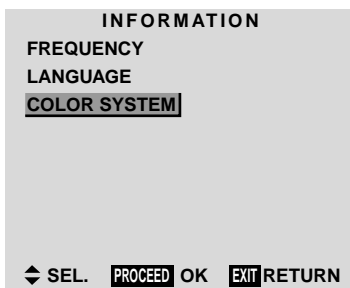 INFORMATION
FREQUENCY
LANGUAGE
COLOR SYSTEM
SEL. PROCEED OK EXIT RETURN